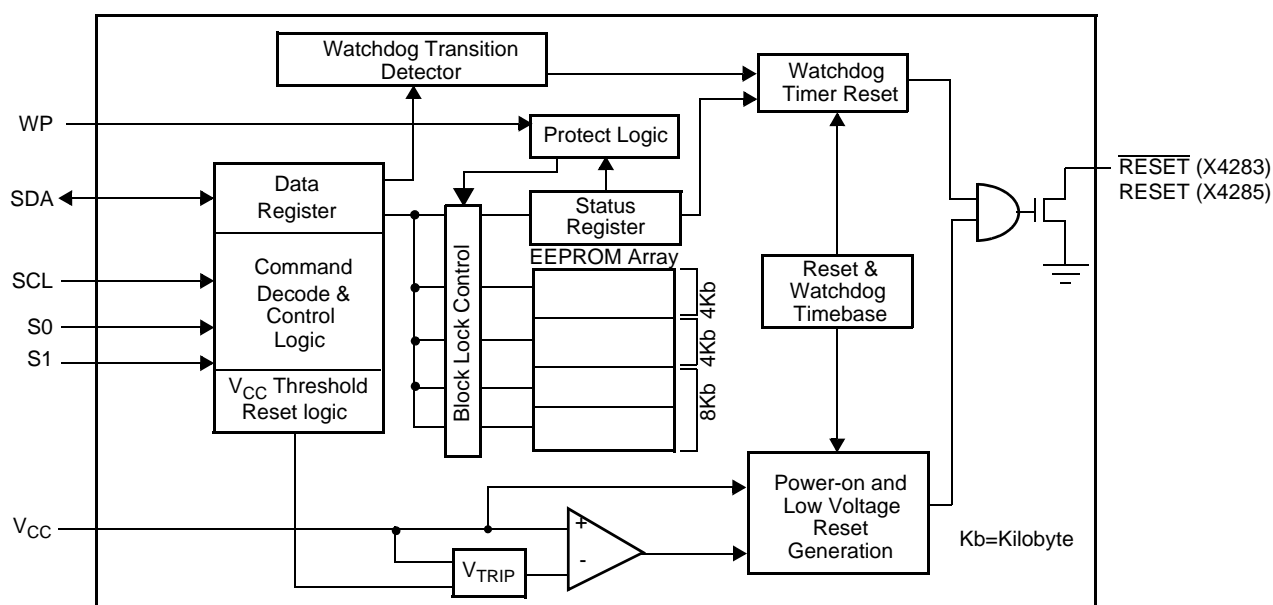 Watchdog Transition
Detector
Watchdog
Timer Reset
WP
Protect Logic
RESET (X4283)
RESET (X4285)
SDA
Data
Register
Status
Register
EEPROM Array
SCL
Command
Decode &
Control
Logic
S0
S1
Block Lock Control
4Kb
4Kb
8Kb
Reset &
Watchdog
Timebase
VCC Threshold
Reset logic
Power-on and
Low Voltage
Reset
Generation
VCC
+
-
VTRIP
Kb=Kilobyte